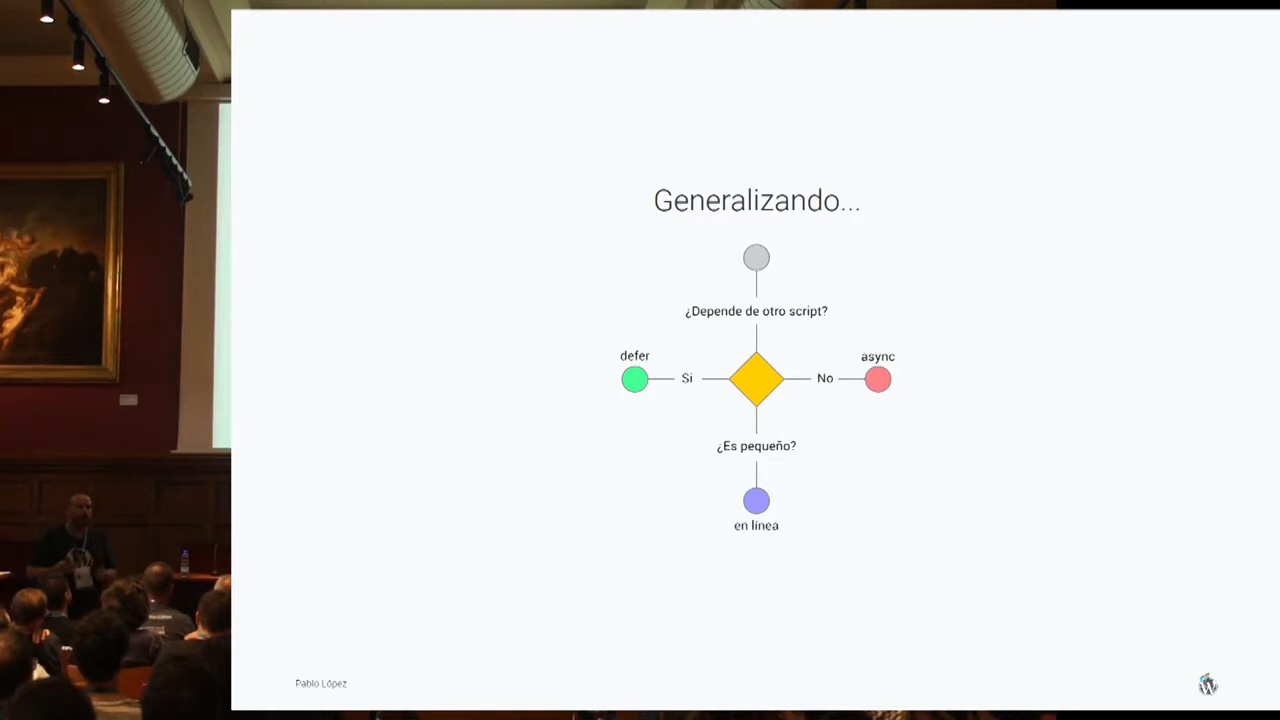 Generalizando...
¿Depende de otro script?
defer
async
Si
No
¿Es pequeño?
en línea
Pablo López